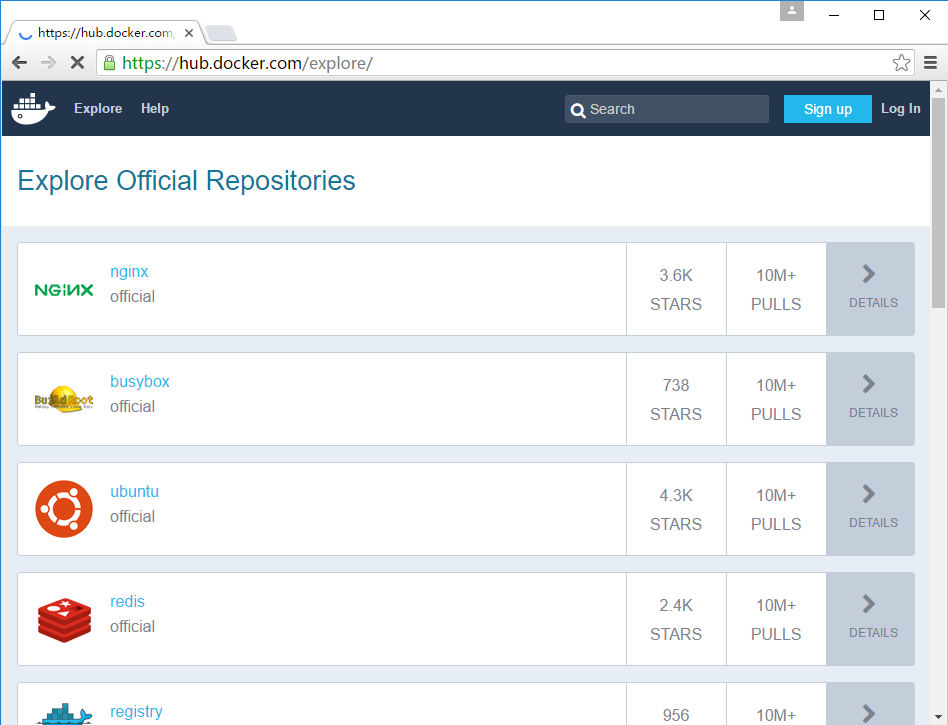 https://hub.docker.com
https://hub.docker.com/explore/
Explore Help Search Sign up Log In
Explore Official Repositories
NGINX
nginx
official
3.6K
STARS
10M+
PULLS
DETAILS
busybox
official
738
STARS
10M+
PULLS
DETAILS
ubuntu
official
4.3K
STARS
10M+
PULLS
DETAILS
redis
official
2.4K
STARS
10M+
PULLS
DETAILS
registry
956
10M+